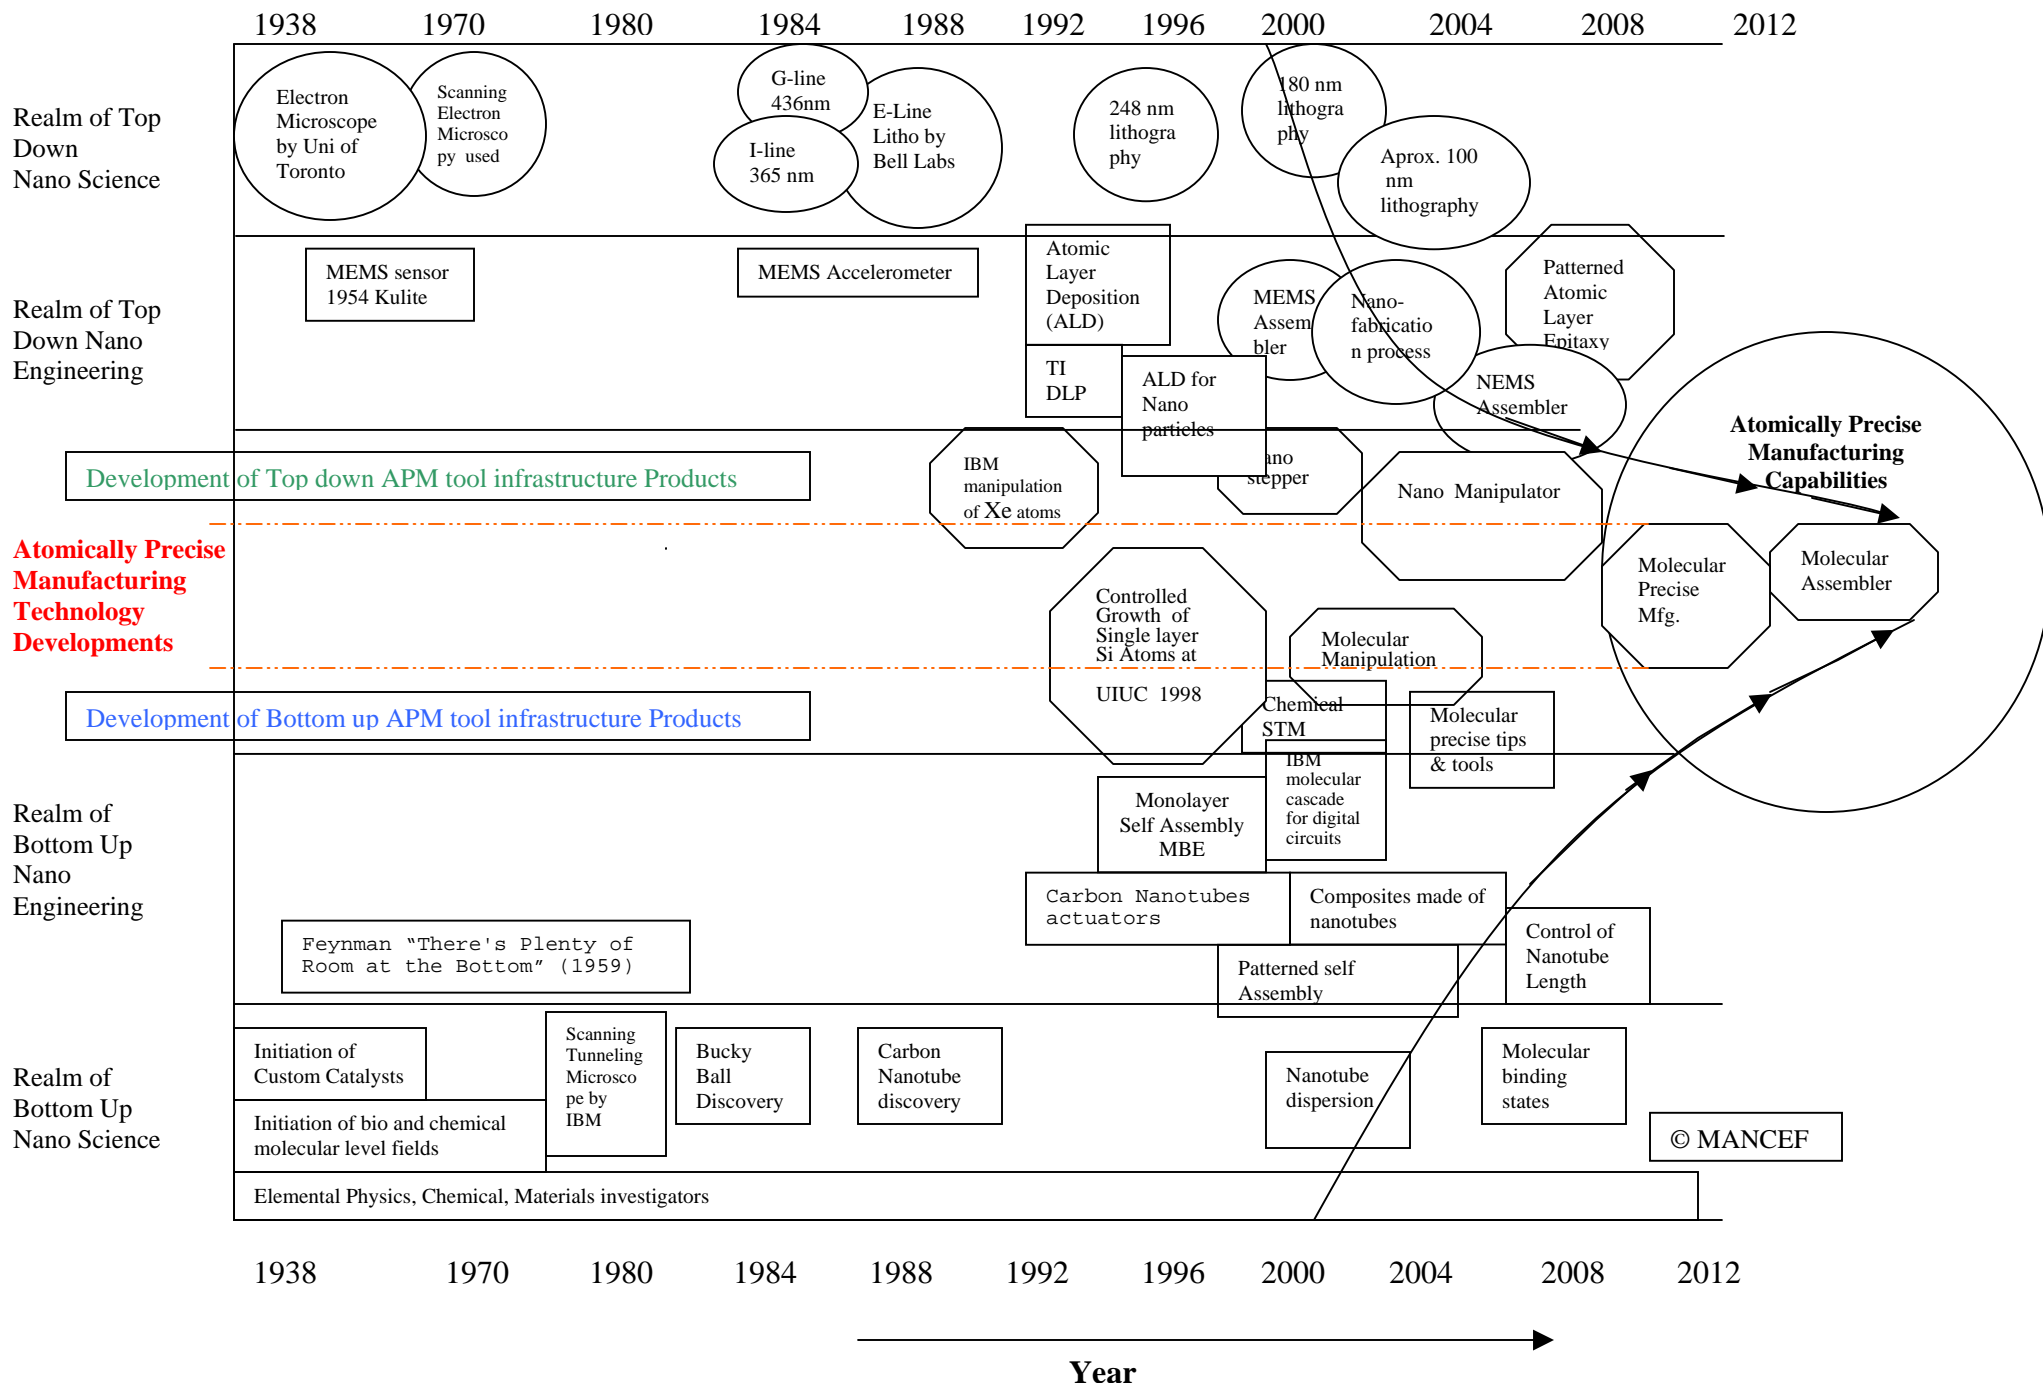 1938 1970 1980 1984 1988 1992 1996 2000 2004 2008 2012
Realm of Top
Down
Nano Science
Electron
Microscope
by Uni of
Toronto
Scanning
Electron
Microsco
py used
G-line
436nm
I-line
365 nm
E-Line
Litho by
Bell Labs
248 nm
lithogra
phy
180 nm
lithogra
phy
Aprox. 100
nm
lithography
Realm of Top
Down Nano
Engineering
MEMS sensor
1954 Kulite
MEMS Accelerometer
Atomic
Layer
Deposition
(ALD)
TI
DLP
ALD for
Nano
particles
MEMS
Assem
bler
Nano-
fabricatio
n process
Patterned
Atomic
Layer
Epitaxy
NEMS
Assembler
Atomically Precise
Manufacturing
Capabilities
Development of Top down APM tool infrastructure Products
IBM
manipulation
of Xe atoms
ano
stepper
Nano Manipulator
Atomically Precise
Manufacturing
Technology
Developments
Controlled
Growth of
Single layer
Si Atoms at
UIUC 1998
Molecular
Manipulation
Molecular
Precise
Mfg.
Molecular
Assembler
Development of Bottom up APM tool infrastructure Products
Chemical
STM
Molecular
precise tips
& tools
Realm of
Bottom Up
Nano
Engineering
Monolayer
Self Assembly
MBE
IBM
molecular
cascade
for digital
circuits
Carbon Nanotubes
actuators
Composites made of
nanotubes
Feynman “There's Plenty of
Room at the Bottom” (1959)
Patterned self
Assembly
Control of
Nanotube
Length
Realm of
Bottom Up
Nano Science
Initiation of
Custom Catalysts
Initiation of bio and chemical
molecular level fields
Scanning
Tunneling
Microsco
pe by
IBM
Bucky
Ball
Discovery
Carbon
Nanotube
discovery
Nanotube
dispersion
Molecular
binding
states
© MANCEF
Elemental Physics, Chemical, Materials investigators
1938 1970 1980 1984 1988 1992 1996 2000 2004 2008 2012
Year